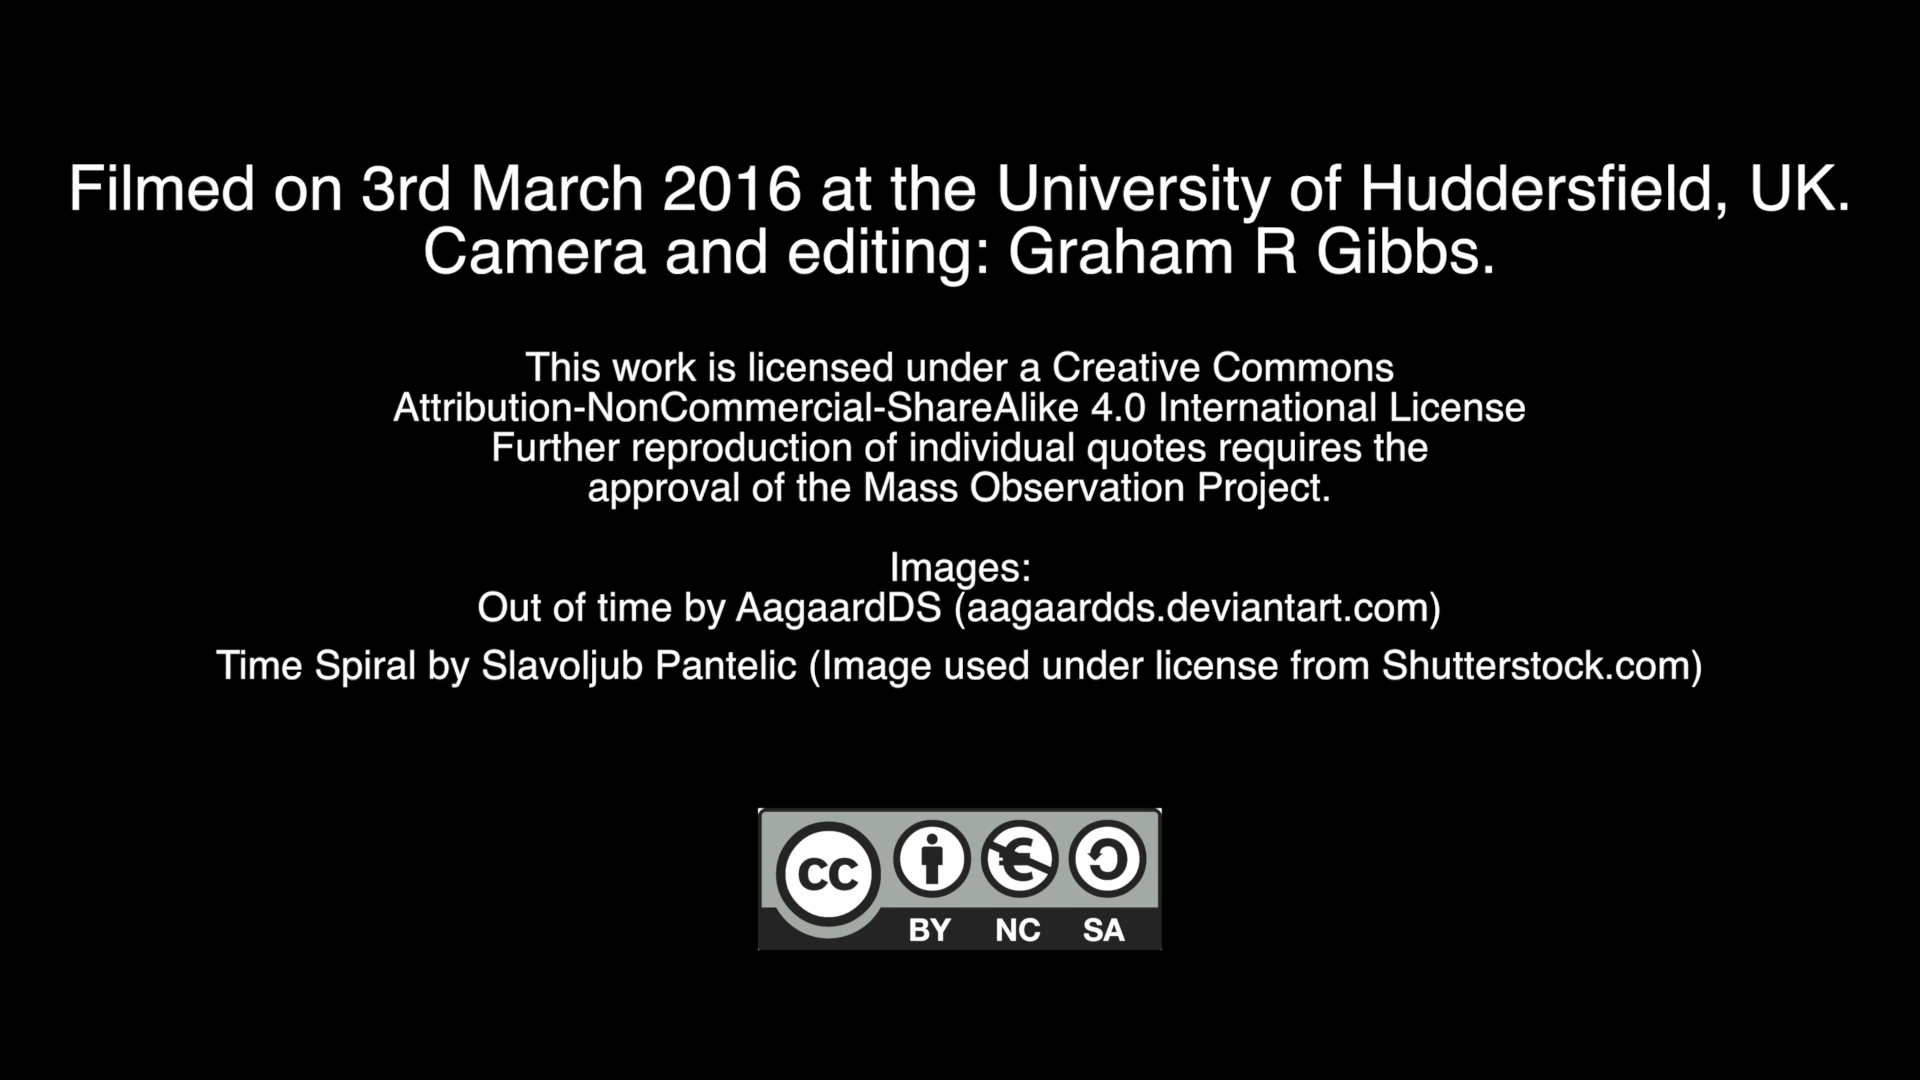 Filmed on 3rd March 2016 at the University of Huddersfield, UK.
Camera and editing: Graham R Gibbs.
This work is licensed under a Creative Commons
Attribution-NonCommercial-ShareAlike 4.0 International License
Further reproduction of individual quotes requires the
approval of the Mass Observation Project.
Images:
Out of time by AagaardDS (aagaardds.deviantart.com)
Time Spiral by Slavoljub Pantelic (Image used under license from Shutterstock.com)
cc
BY NC SA